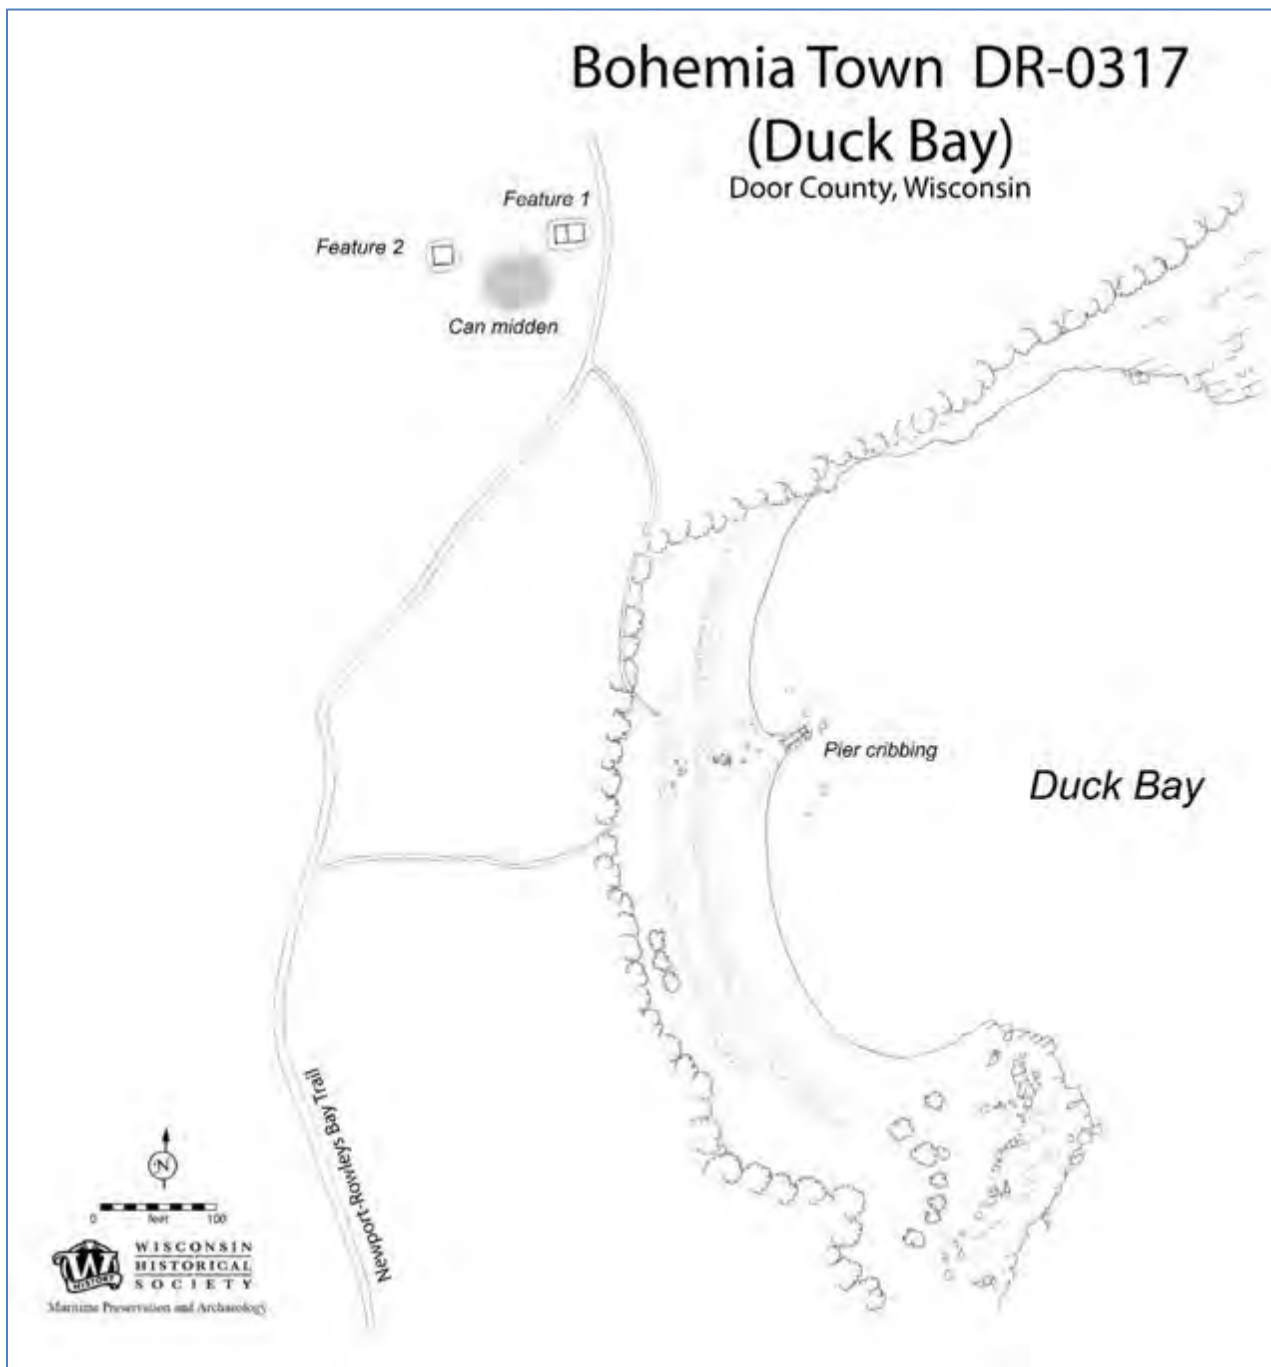 Bohemia Town DR-0317
(Duck Bay)
Door County, Wisconsin
Feature 1
Feature 2
Can midden
Pier cribbing
Duck Bay
Newport-Rowleys Bay Trail
N
0 feet 100
W
HISTORY
WISCONSIN
HISTORICAL
SOCIETY
Maritime Preservation and Archaeology